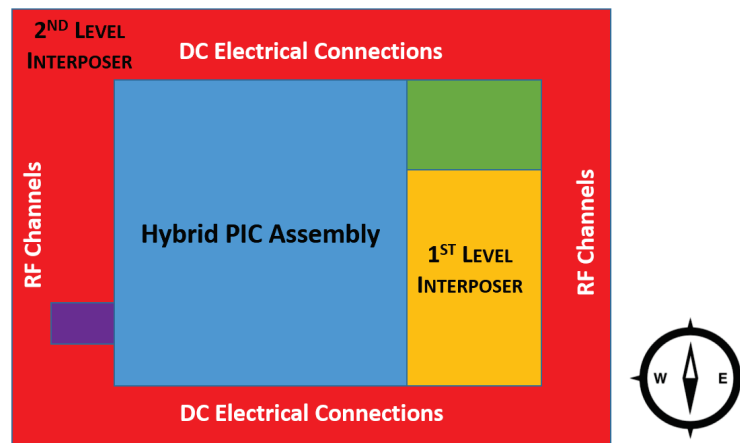 2ND LEVEL
INTERPOSER
DC Electrical Connections
RF Channels
Hybrid PIC Assembly
1ST LEVEL
INTERPOSER
RF Channels
W E
DC Electrical Connections